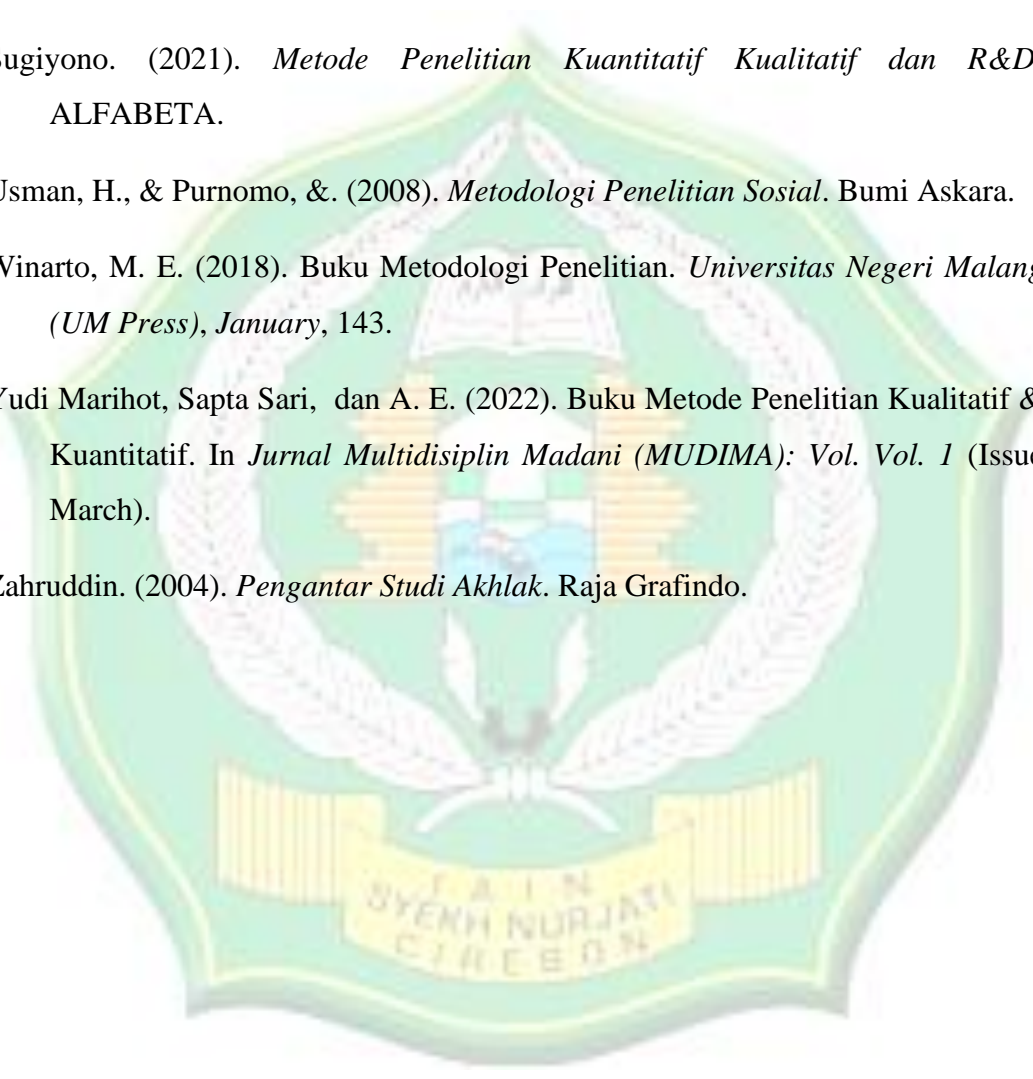 Sugiyono. (2021). Metode Penelitian Kuantitatif Kualitatif dan R&D.
ALFABETA.
Usman, H., & Purnomo, &. (2008). Metodologi Penelitian Sosial. Bumi Askara.
Winarto, M. E. (2018). Buku Metodologi Penelitian. Universitas Negeri Malang
(UM Press), January, 143.
Yudi Marihot, Sapta Sari, dan A. E. (2022). Buku Metode Penelitian Kualitatif &
Kuantitatif. In Jurnal Multidisiplin Madani (MUDIMA): Vol. Vol. 1 (Issue
March).
Zahruddin. (2004). Pengantar Studi Akhlak. Raja Grafindo.
IAIN
SYEKH NURJATI
CIREBON